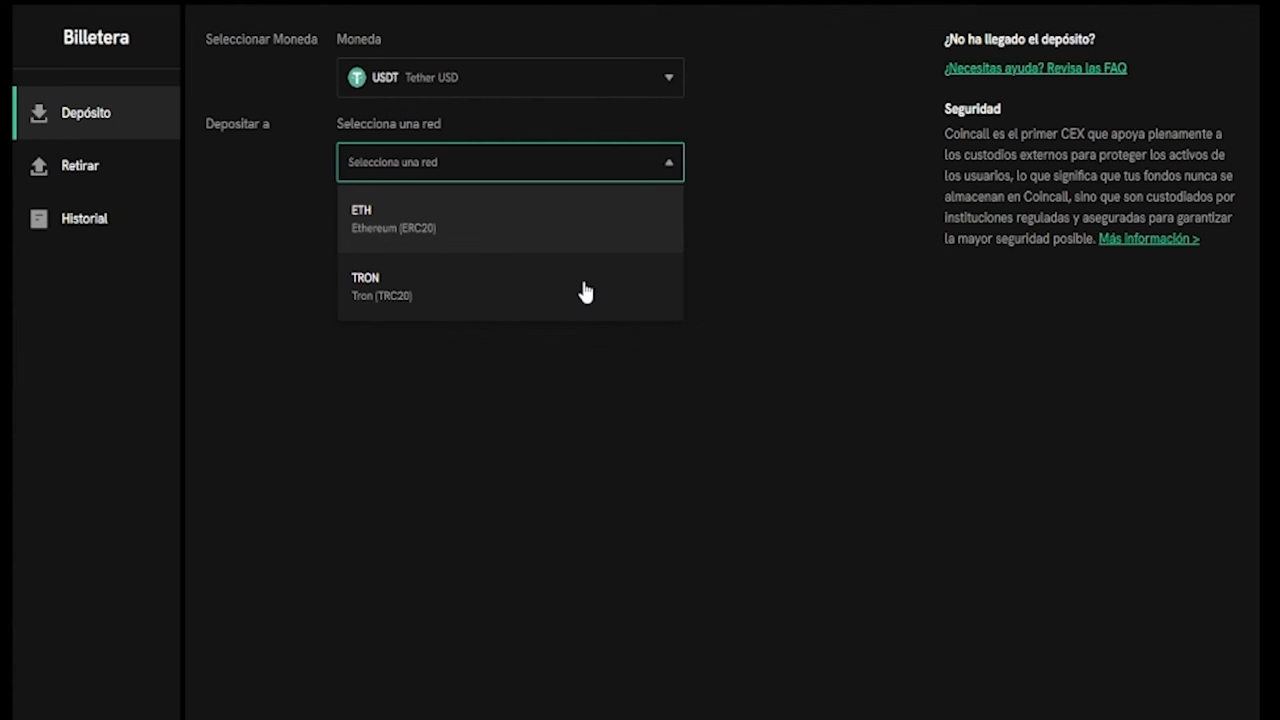 Billetera
Depósito
Retirar
Historial
Seleccionar Moneda
Moneda
USDT Tether USD
Depositar a
Selecciona una red
Selecciona una red
ETH
Ethereum (ERC20)
TRON
Tron (TRC20)
¿No ha llegado el depósito?
¿Necesitas ayuda? Revisa las FAQ
Seguridad
Coincall es el primer CEX que apoya plenamente a
los custodios externos para proteger los activos de
los usuarios, lo que significa que tus fondos nunca se
almacenan en Coincall, sino que son custodiados por
instituciones reguladas y aseguradas para garantizar
la mayor seguridad posible. Más información >